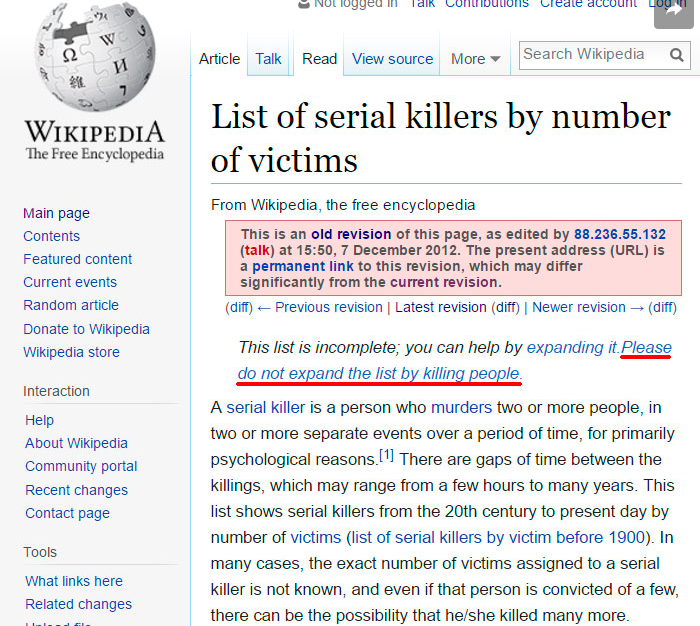 Not logged in Talk Contributions Create account Log in
Ω W И 維 7
WIKIPEDIA
The Free Encyclopedia
Article Talk Read View source More Search Wikipedia
List of serial killers by number
of victims
From Wikipedia, the free encyclopedia
This is an old revision of this page, as edited by 88.236.55.132
(talk) at 15:50, 7 December 2012. The present address (URL) is
a permanent link to this revision, which may differ
significantly from the current revision.
(diff) ← Previous revision | Latest revision (diff) | Newer revision → (diff)
This list is incomplete; you can help by expanding it.Please
do not expand the list by killing people.
A serial killer is a person who murders two or more people, in
two or more separate events over a period of time, for primarily
psychological reasons.[1] There are gaps of time between the
killings, which may range from a few hours to many years. This
list shows serial killers from the 20th century to present day by
number of victims (list of serial killers by victim before 1900). In
many cases, the exact number of victims assigned to a serial
killer is not known, and even if that person is convicted of a few,
there can be the possibility that he/she killed many more.
Main page
Contents
Featured content
Current events
Random article
Donate to Wikipedia
Wikipedia store
Interaction
Help
About Wikipedia
Community portal
Recent changes
Contact page
Tools
What links here
Related changes
Upload file